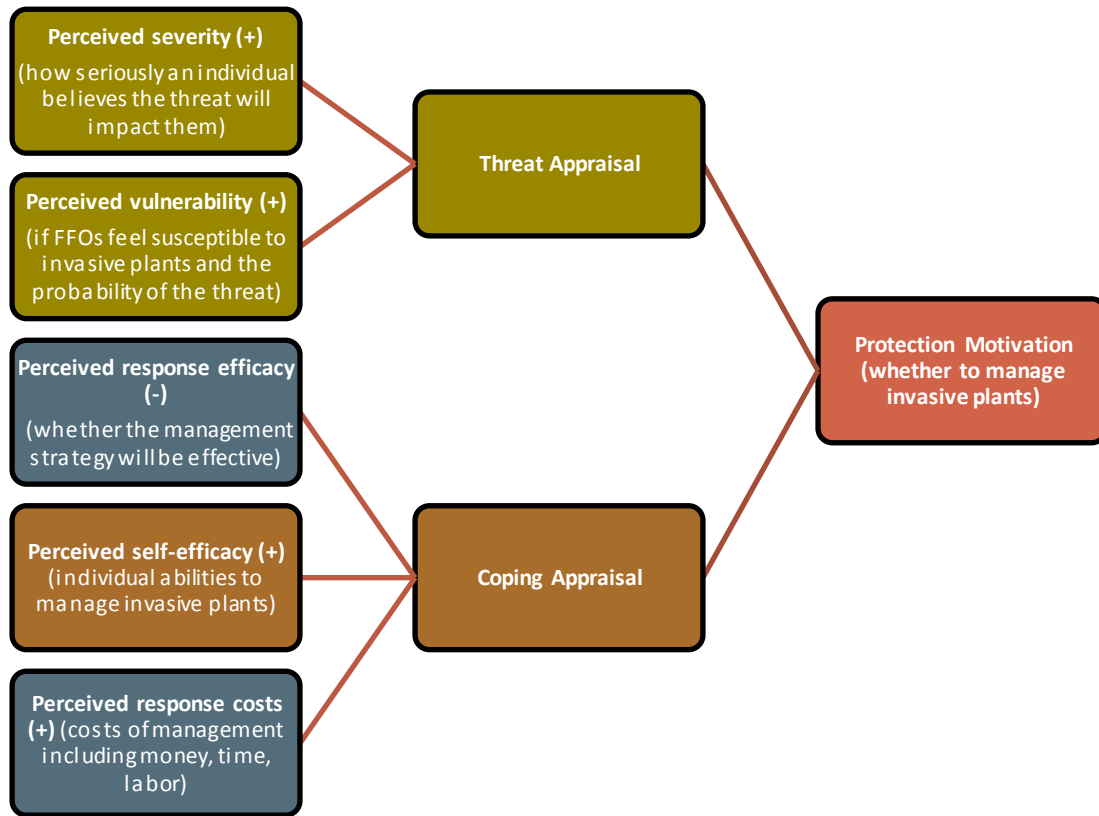 Perceived severity (+)
(how seriously an individual
believes the threat will
impact them)
Perceived vulnerability (+)
(if FFOs feel susceptible to
invasive plants and the
probability of the threat)
Perceived response efficacy
(-)
(whether the management
strategy will be effective)
Perceived self-efficacy (+)
(individual abilities to
manage invasive plants)
Perceived response costs
(+) (costs of management
including money, time,
labor)
Threat Appraisal
Coping Appraisal
Protection Motivation
(whether to manage
invasive plants)